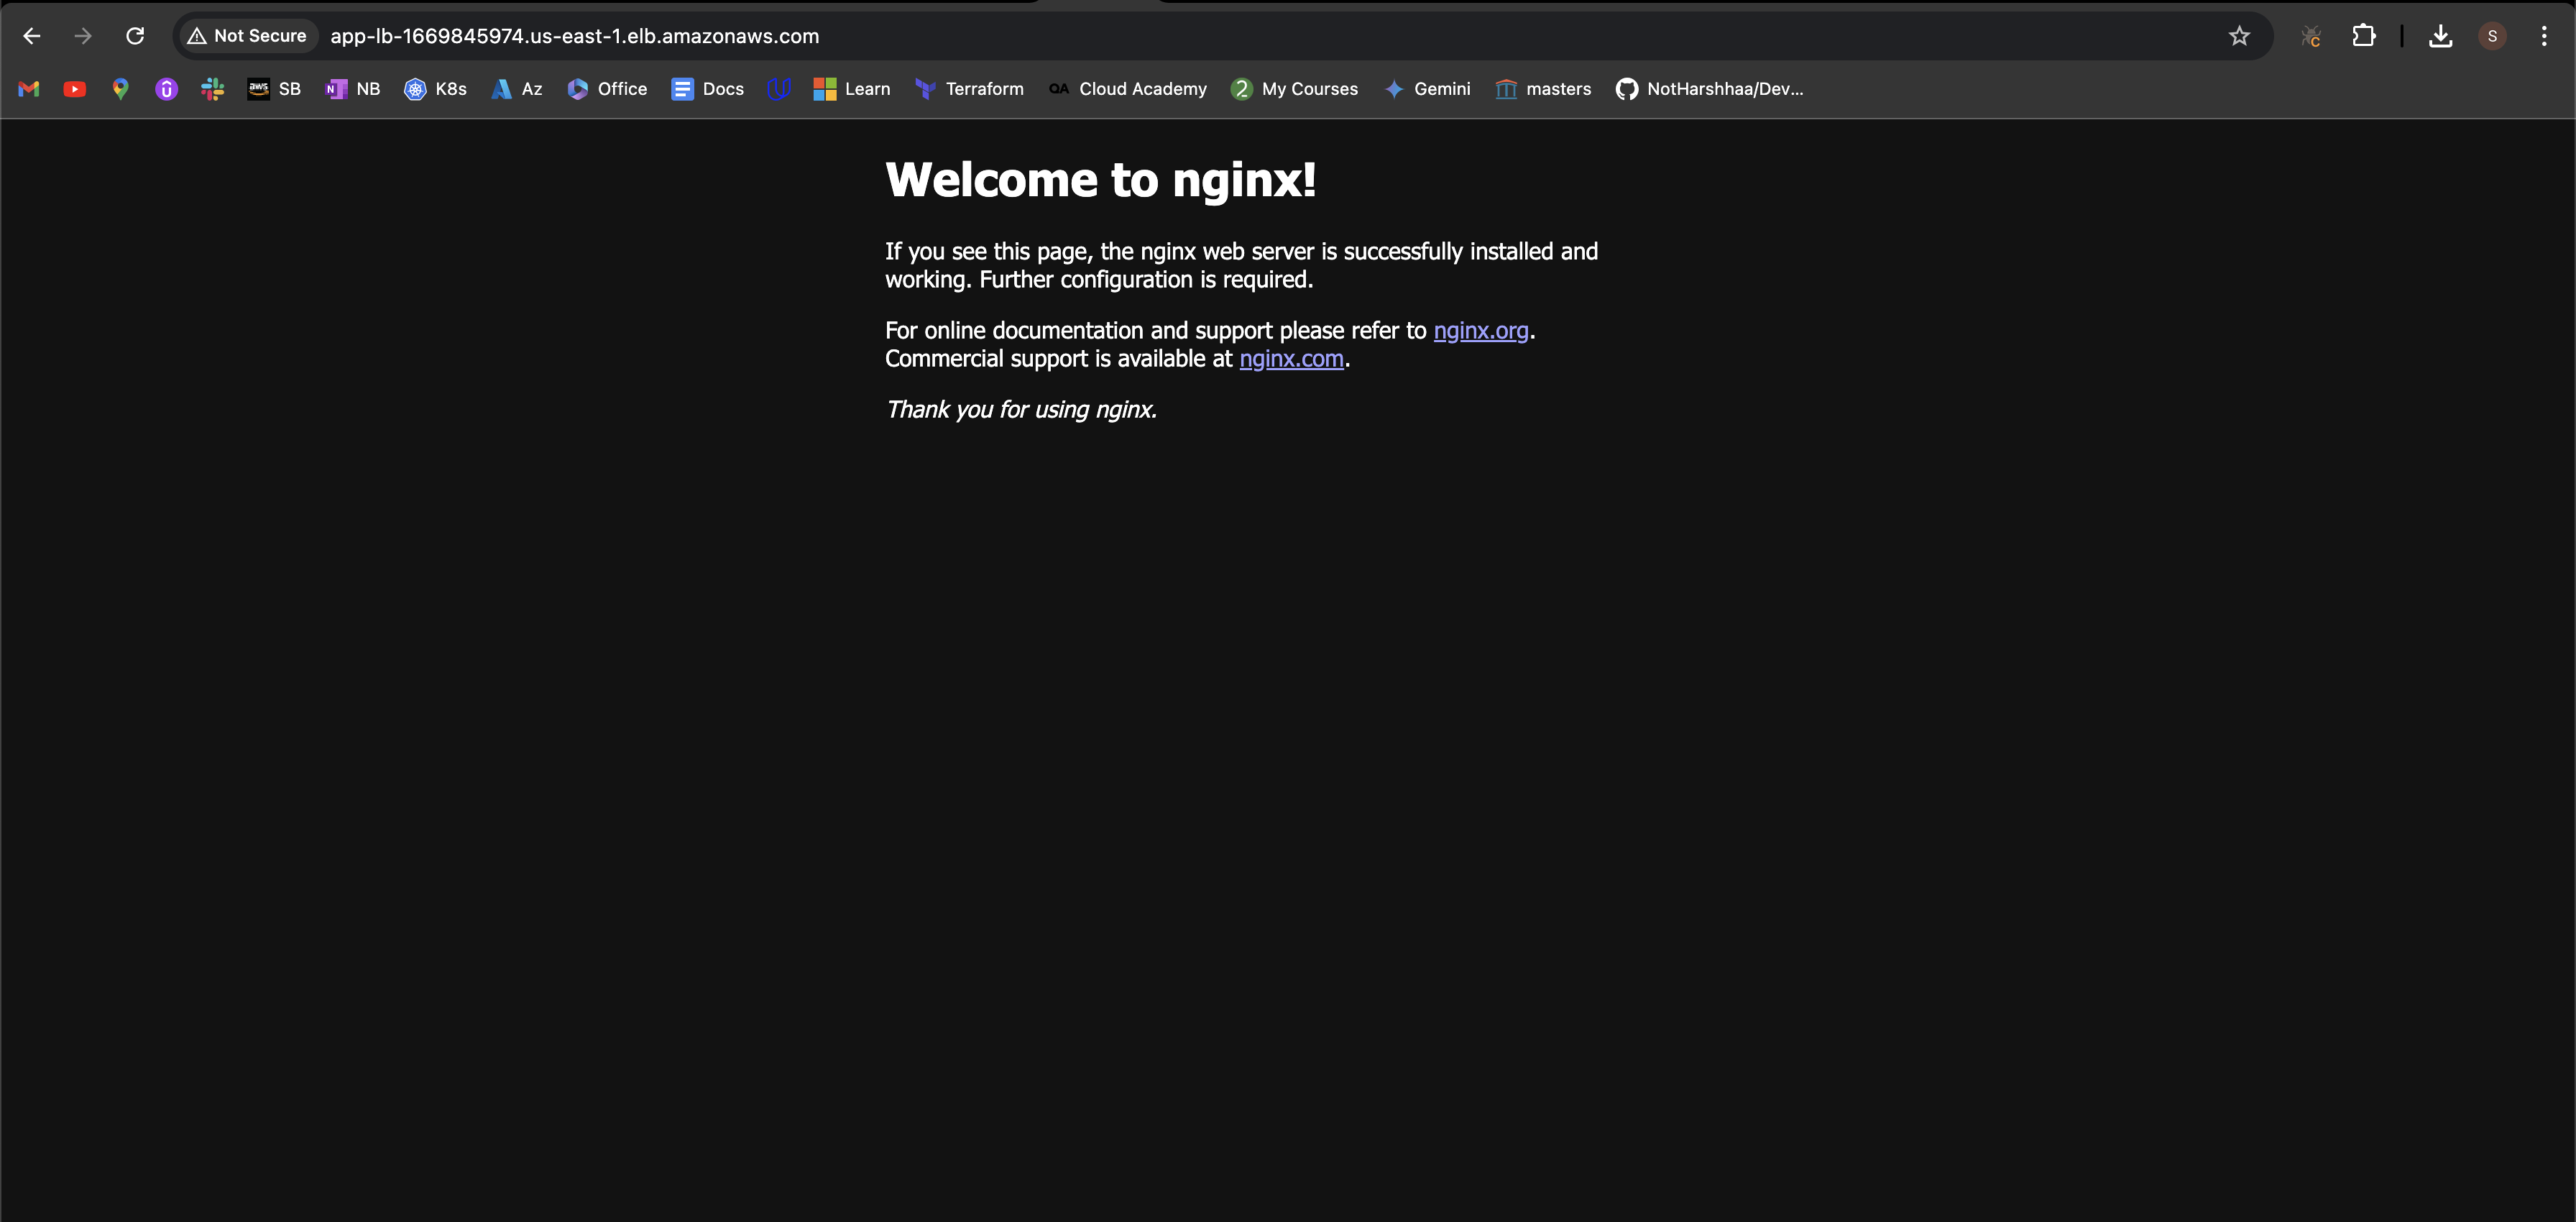 Not Secure app-lb-1669845974.us-east-1.elb.amazonaws.com S
aws SB N NB K8s Az Office Docs Learn Terraform QA Cloud Academy 2 My Courses Gemini masters NotHarshhaa/Dev...
Welcome to nginx!
If you see this page, the nginx web server is successfully installed and
working. Further configuration is required.
For online documentation and support please refer to nginx.org.
Commercial support is available at nginx.com.
Thank you for using nginx.